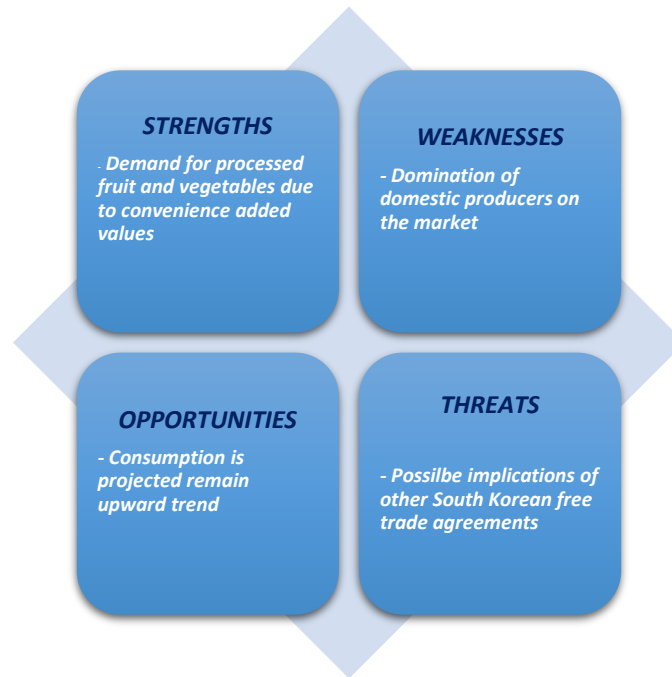 STRENGTHS
- Demand for processed
fruit and vegetables due
to convenience added
values
WEAKNESSES
- Domination of
domestic producers on
the market
OPPORTUNITIES
- Consumption is
projected remain
upward trend
THREATS
- Possilbe implications of
other South Korean free
trade agreements